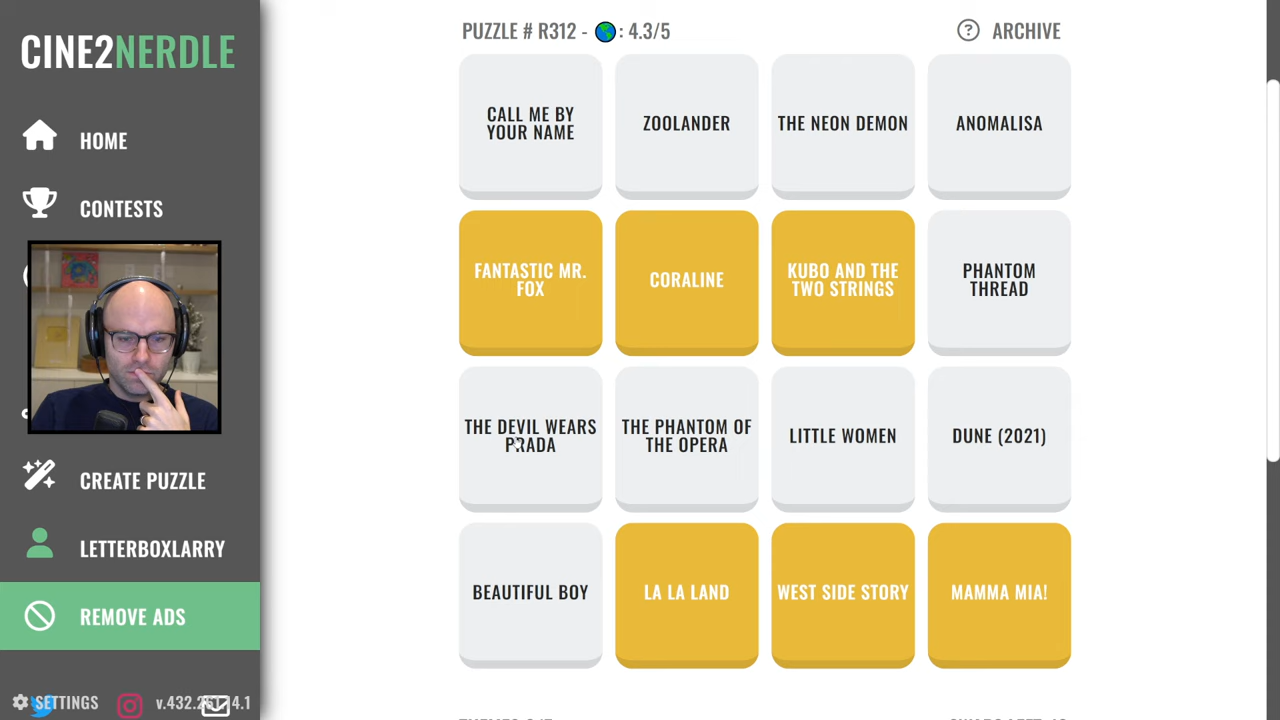 CINE2NERDLE
HOME
CONTESTS
CREATE PUZZLE
LETTERBOXLARRY
REMOVE ADS
SETTINGS
PUZZLE # R312 - 🌎: 4.3/5
ARCHIVE
CALL ME BY
YOUR NAME
ZOOLANDER
THE NEON DEMON
ANOMALISA
FANTASTIC MR.
FOX
CORALINE
KUBO AND THE
TWO STRINGS
PHANTOM
THREAD
THE DEVIL WEARS
PRADA
THE PHANTOM OF
THE OPERA
LITTLE WOMEN
DUNE (2021)
BEAUTIFUL BOY
LA LA LAND
WEST SIDE STORY
MAMMA MIA!